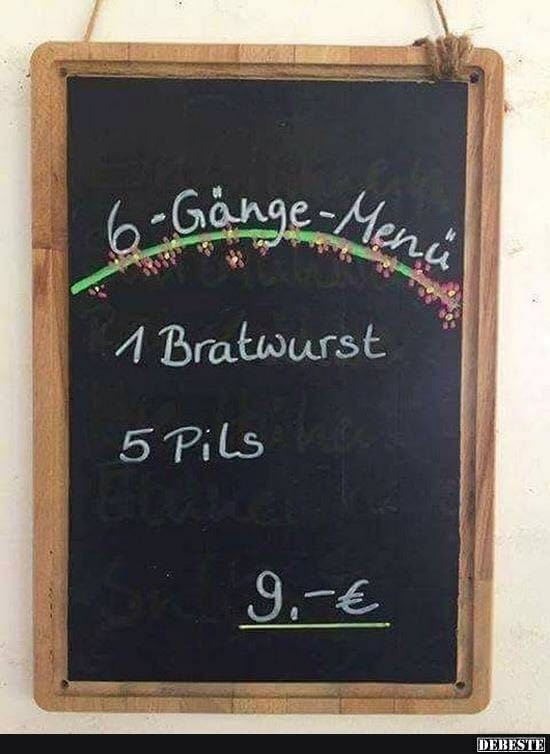 6-Gänge-Menü
1 Bratwurst
5 Pils
9,-€
DEBESTE